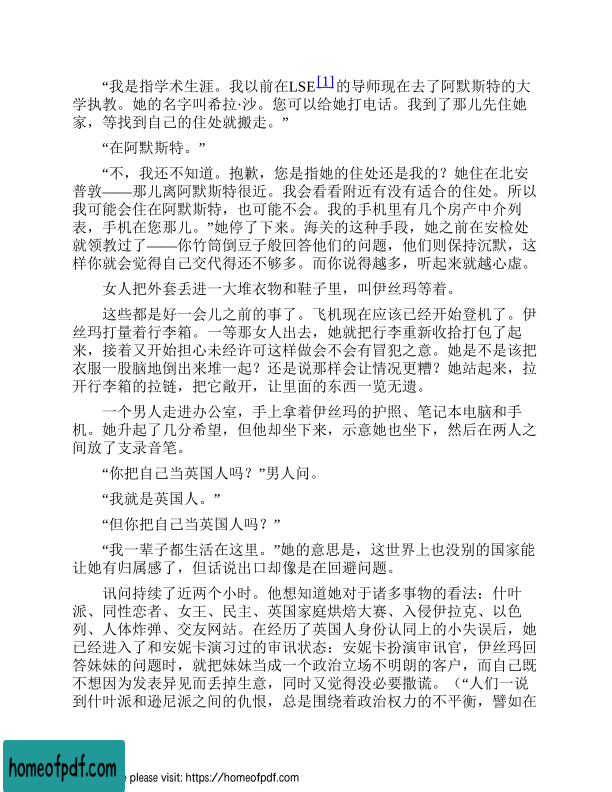 “我是指学术生涯。我以前在LSE[1]的导师现在去了阿默斯特的大
学执教。她的名字叫希拉·沙。您可以给她打电话。我到了那儿先住她
家，等找到自己的住处就搬走。”
“在阿默斯特。”
“不，我还不知道。抱歉，您是指她的住处还是我的？她住在北安
普敦——那儿离阿默斯特很近。我会看看附近有没有适合的住处。所以
我可能会住在阿默斯特，也可能不会。我的手机里有几个房产中介列
表，手机在您那儿。”她停了下来。海关的这种手段，她之前在安检处
就领教过了——你竹筒倒豆子般回答他们的问题，他们则保持沉默，这
样你就会觉得自己交代得还不够多。而你说得越多，听起来就越心虚。
女人把外套丢进一大堆衣物和鞋子里，叫伊丝玛等着。
这些都是好一会儿之前的事了。飞机现在应该已经开始登机了。伊
丝玛打量着行李箱。一等那女人出去，她就把行李重新收拾打包了起
来，接着又开始担心未经许可这样做会不会有冒犯之意。她是不是该把
衣服一股脑地倒出来堆一起？还是说那样会让情况更糟？她站起来，拉
开行李箱的拉链，把它敞开，让里面的东西一览无遗。
一个男人走进办公室，手上拿着伊丝玛的护照、笔记本电脑和手
机。她升起了几分希望，但他却坐下来，示意她也坐下，然后在两人之
间放了支录音笔。
“你把自己当英国人吗？”男人问。
“我就是英国人。”
“但你把自己当英国人吗？”
“我一辈子都生活在这里。”她的意思是，这世界上也没别的国家能
让她有归属感了，但话说出口却像是在回避问题。
讯问持续了近两个小时。他想知道她对于诸多事物的看法：什叶
派、同性恋者、女王、民主、英国家庭烘焙大赛、入侵伊拉克、以色
列、人体炸弹、交友网站。在经历了英国人身份认同上的小失误后，她
已经进入了和安妮卡演习过的审讯状态：安妮卡扮演审讯官，伊丝玛回
答妹妹的问题时，就把妹妹当成一个政治立场不明朗的客户，而自己既
不想因为发表异见而丢掉生意，同时又觉得没必要撒谎。（“人们一说
到什叶派和逊尼派之间的仇恨，总是围绕着政治权力的不平衡，譬如在
homeofpdf.com
e please visit: https://homeofpdf.com